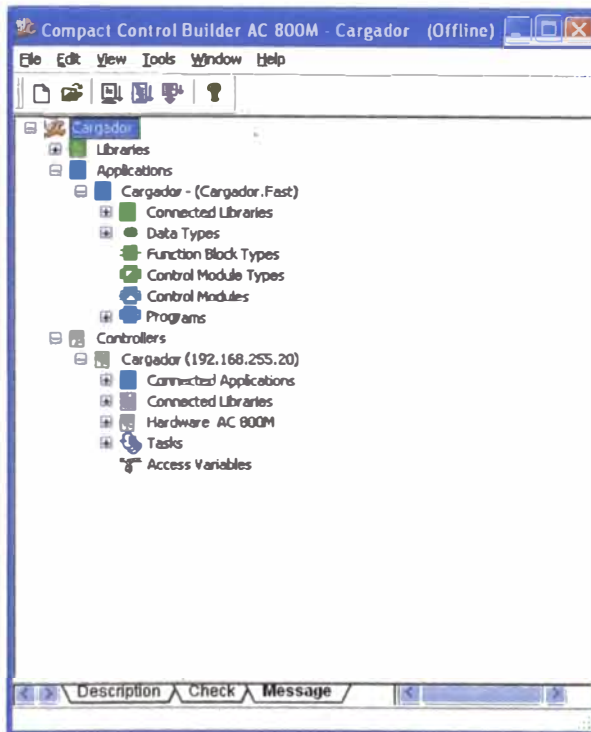 Compact Control Builder AC 800M - Cargador (Offline)
File Edit View Tools Window Help
Cargador
Libraries
Applications
Cargador - (Cargador.Fast)
Connected Libraries
Data Types
Function Block Types
Control Module Types
Control Modules
Programs
Controllers
Cargador (192.168.255.20)
Connected Applications
Connected Libraries
Hardware AC 800M
Tasks
Access Variables
Description Check Message